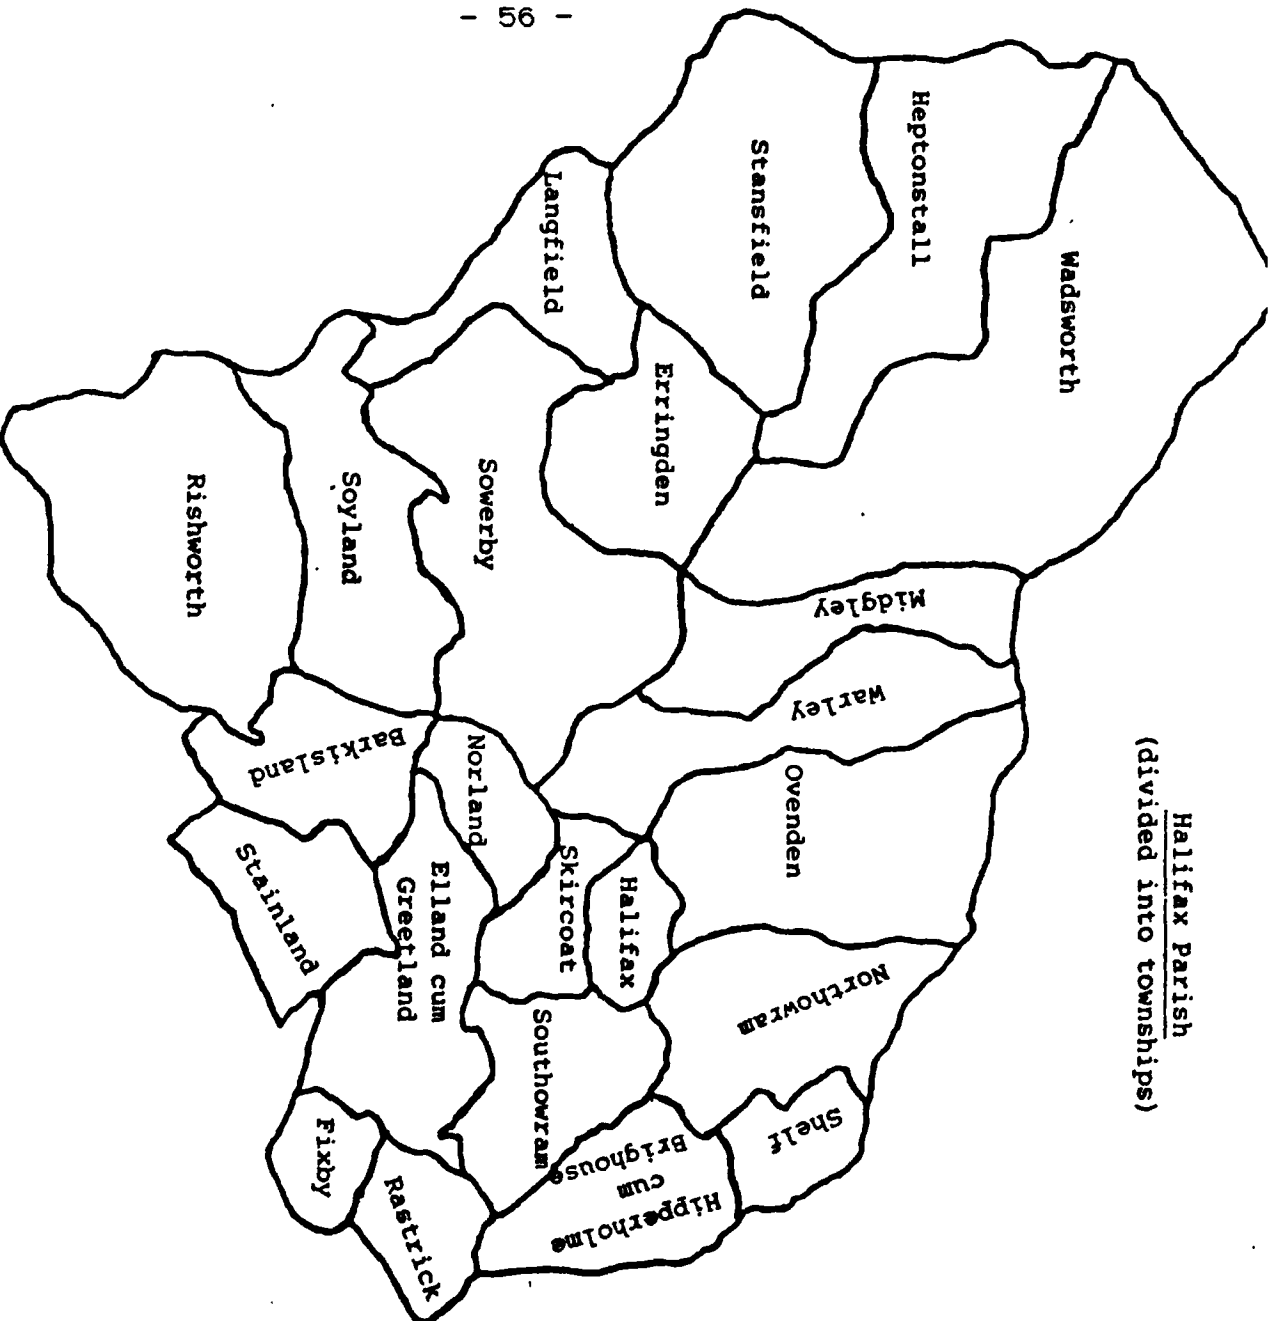 - 56 -
Halifax Parish
(divided into townships)
Wadsworth
Heptonstall
Stansfield
Langfield
Erringden
Sowerby
Soyland
Rishworth
Midgley
Warley
Ovenden
Norland
Barkisland
Stainland
Elland cum
Greetland
Skircoat
Halifax
Northowram
Southowram
Shelf
Hipperholme
cum
Brighouse
Fixby
Rastrick